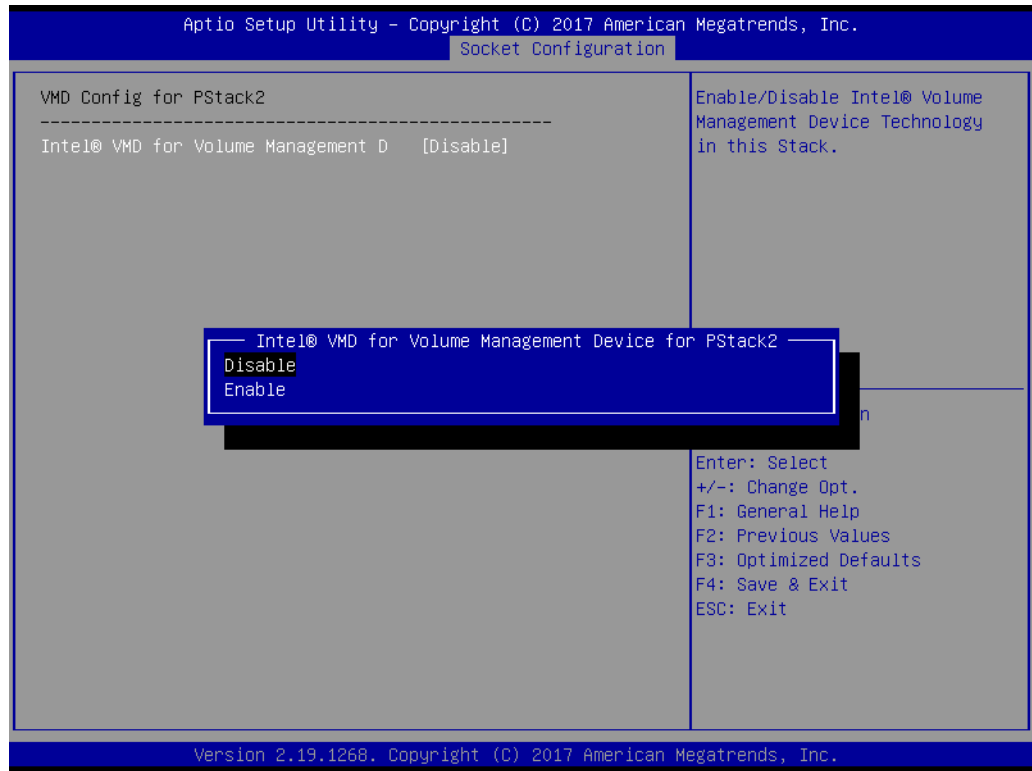 Aptio Setup Utility – Copyright (C) 2017 American Megatrends, Inc.
Socket Configuration
VMD Config for PStack2
--------------------------------------------------
Intel® VMD for Volume Management D [Disable]
Enable/Disable Intel® Volume
Management Device Technology
in this Stack.
Intel® VMD for Volume Management Device for PStack2
Disable
Enable
Enter: Select
+/-: Change Opt.
F1: General Help
F2: Previous Values
F3: Optimized Defaults
F4: Save & Exit
ESC: Exit
Version 2.19.1268. Copyright (C) 2017 American Megatrends, Inc.